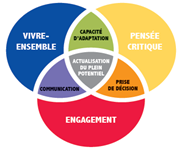 VIVRE-
ENSEMBLE
CAPACITÉ
D'ADAPTATION
PENSÉE
CRITIQUE
ACTUALISATION
DU PLEIN
POTENTIEL
COMMUNICATION
PRISE
DE DÉCISION
ENGAGEMENT